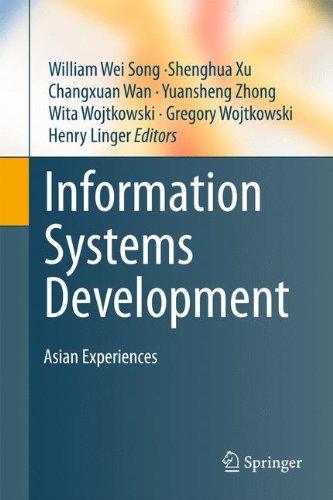 William Wei Song · Shenghua Xu
Changxuan Wan · Yuansheng Zhong
Wita Wojtkowski · Gregory Wojtkowski
Henry Linger Editors
Information
Systems
Development
Asian Experiences
Springer